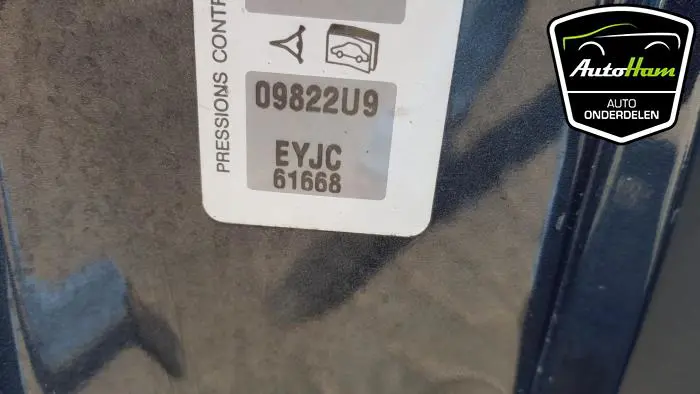 PRESSIONS CONTR
09822U9
EYJC
61668
AutoHam
AUTO
ONDERDELEN